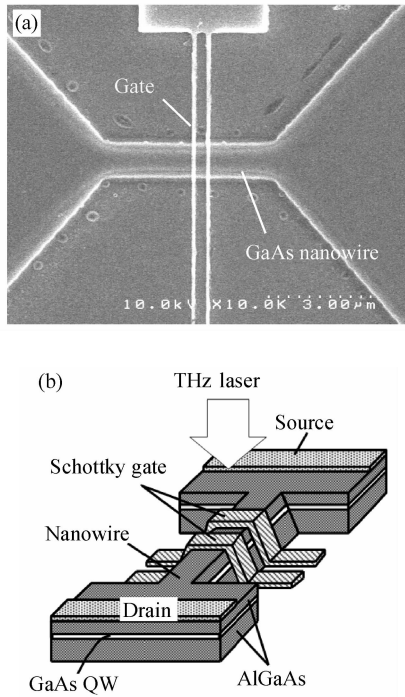 (a)
Gate
GaAs nanowire
10.0kV X10.0K 3.00µm
(b)
THz laser
Source
Schottky gate
Nanowire
Drain
GaAs QW
AlGaAs